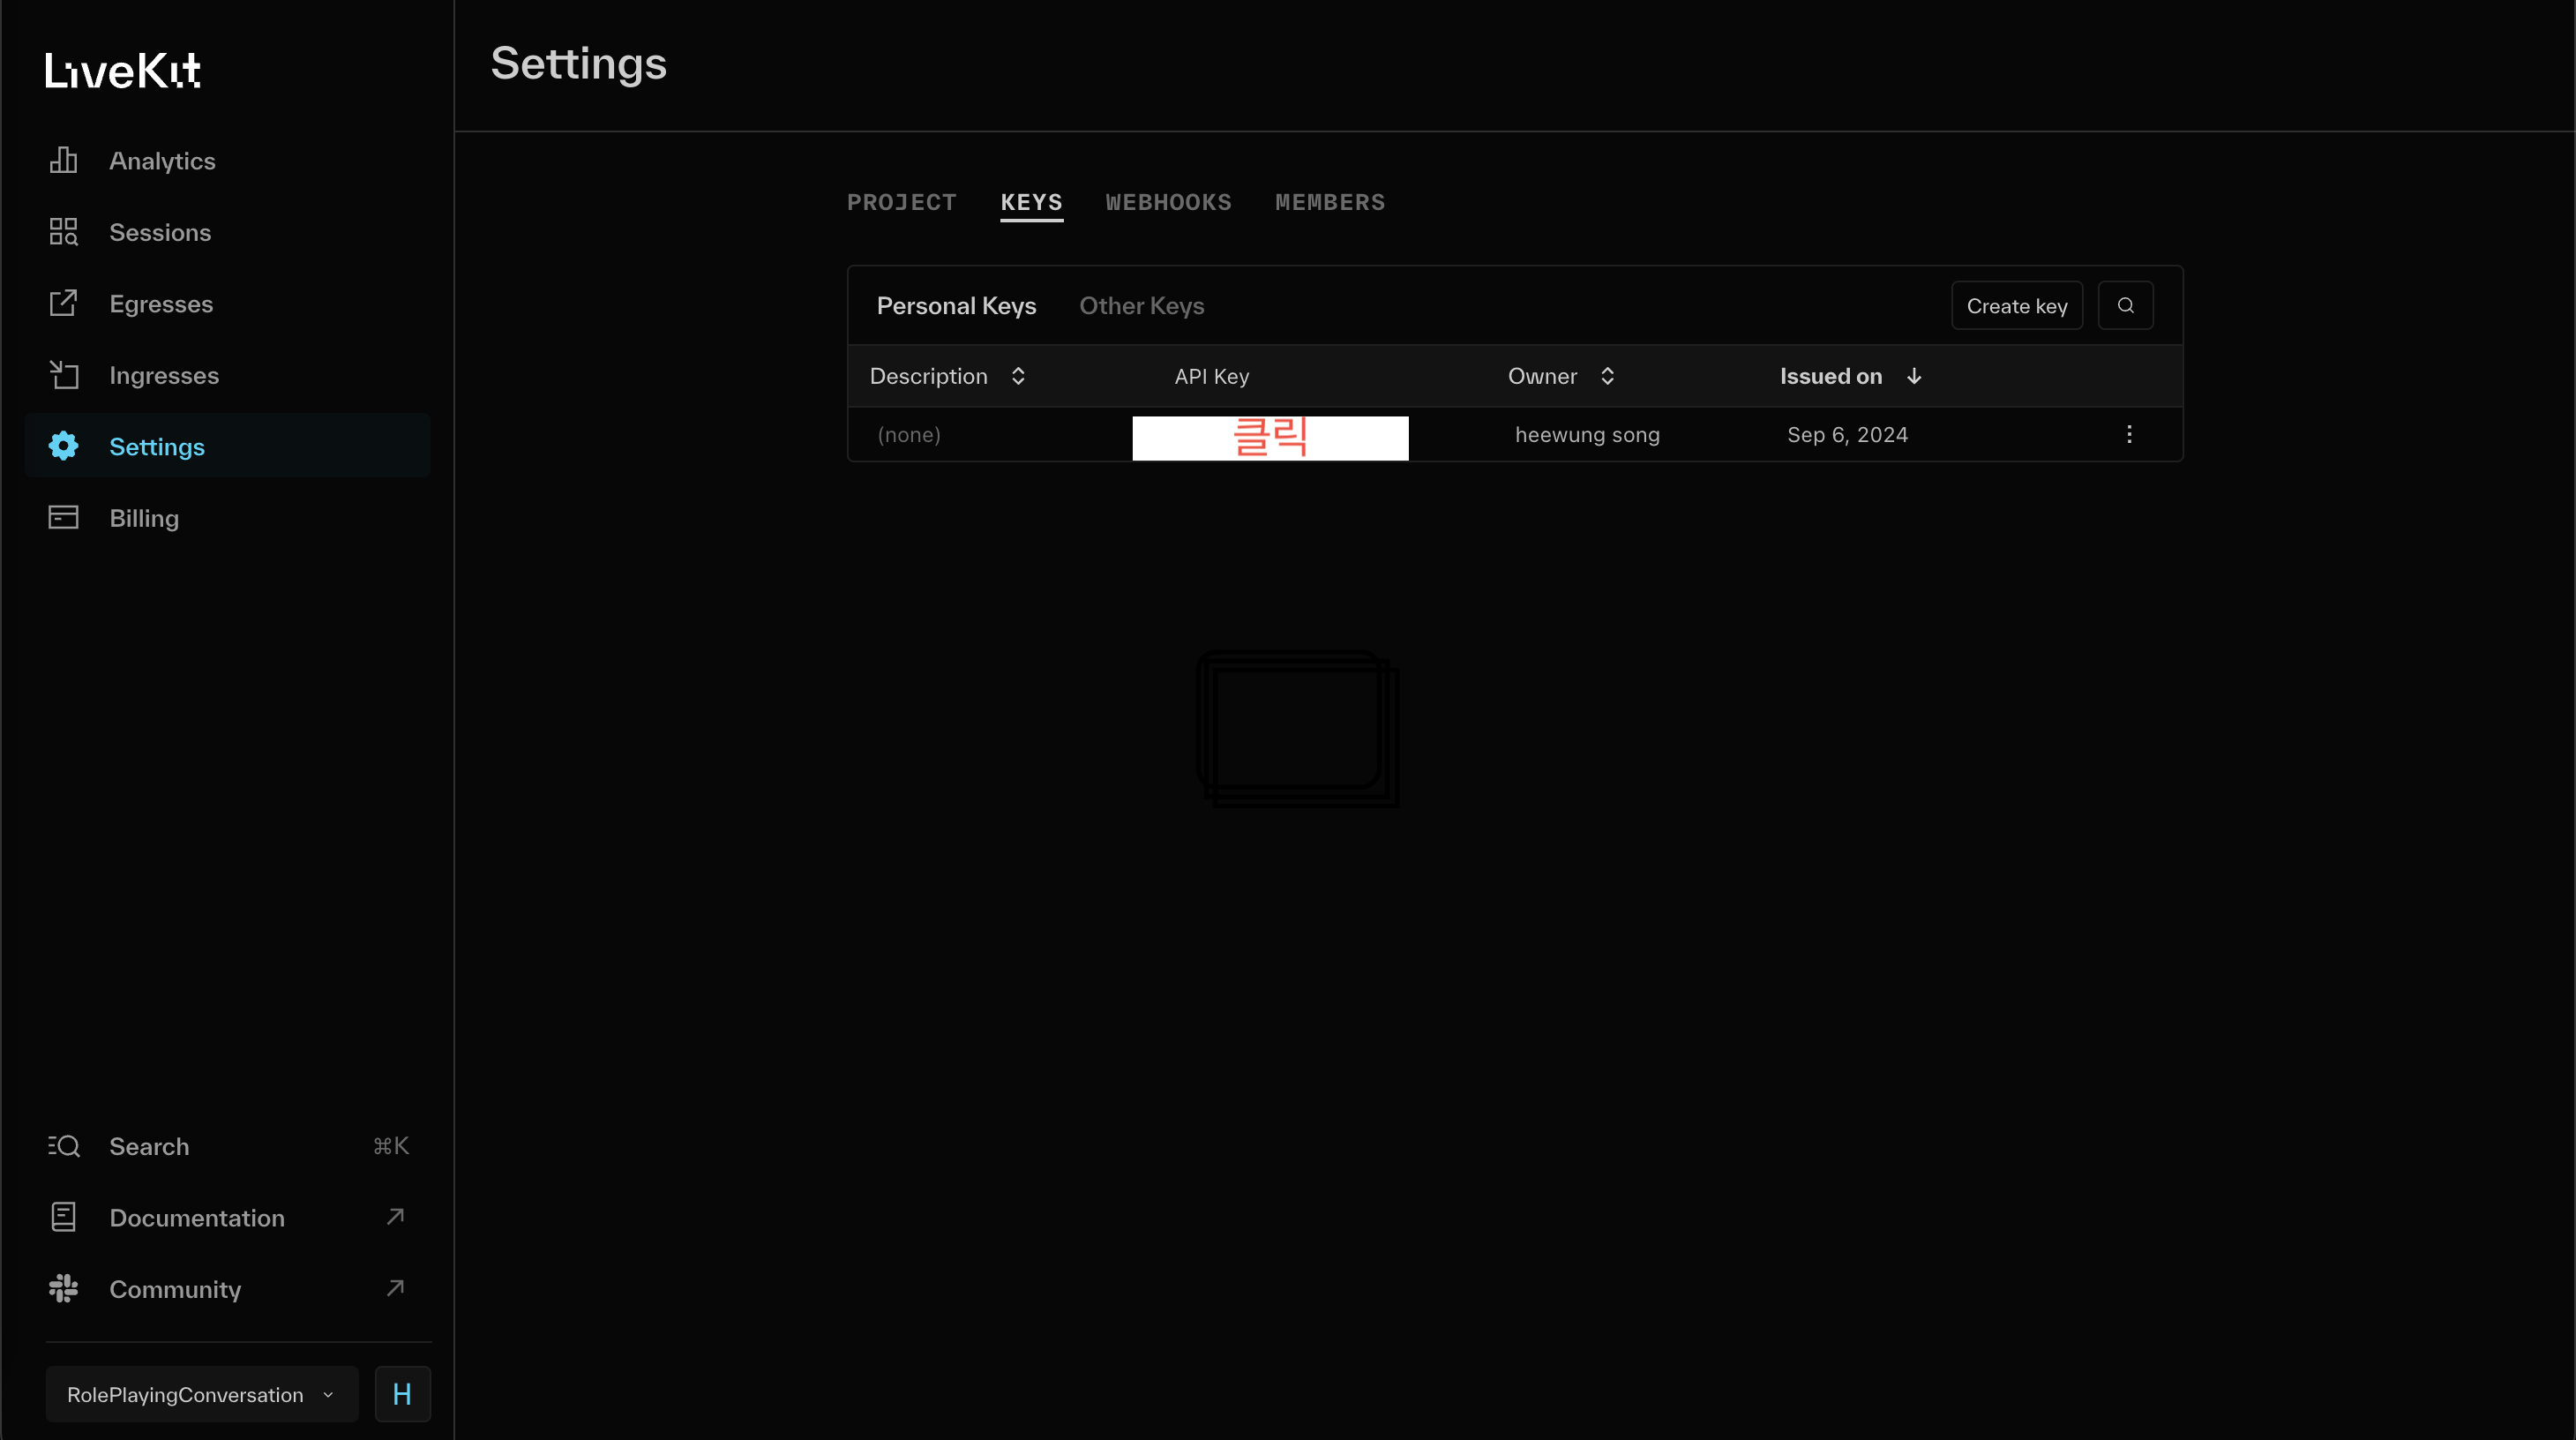 LiveKit
Analytics
Sessions
Egresses
Ingresses
Settings
Billing
Search ⌘K
Documentation
Community
RolePlayingConversation H
Settings
PROJECT KEYS WEBHOOKS MEMBERS
Personal Keys Other Keys Create key
Description API Key Owner Issued on
(none) 클릭 heewung song Sep 6, 2024